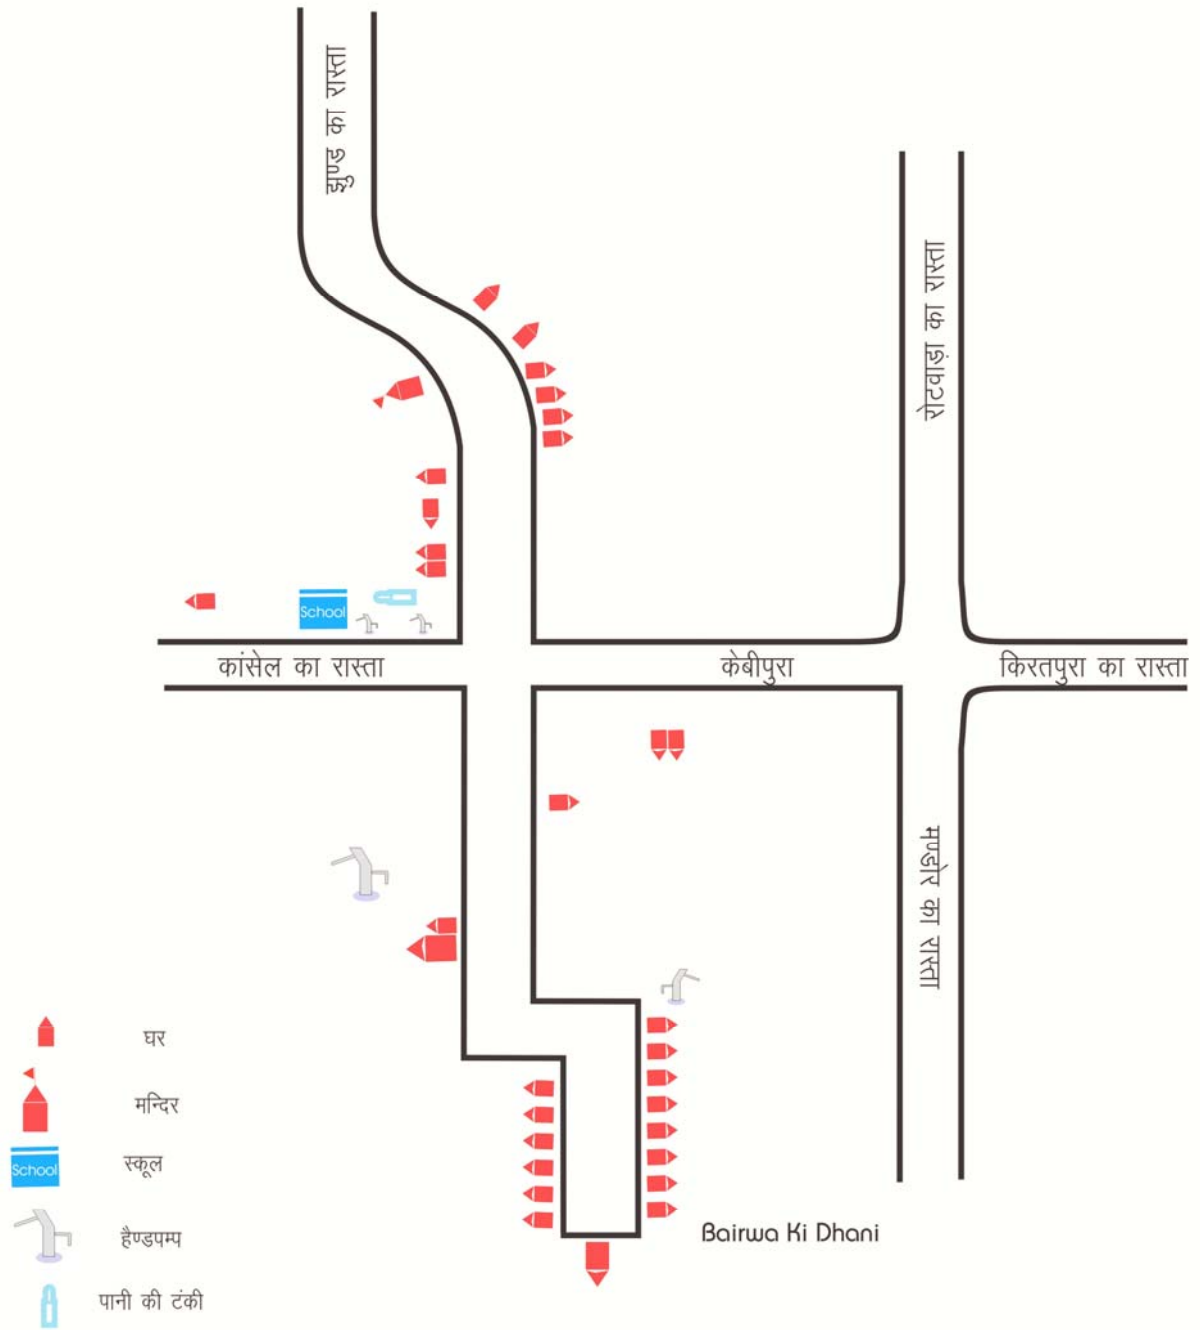 झुण्ड का रास्ता
सोटवाडा का रास्ता
School
कांसेल का रास्ता
केबीपुरा
किरतपुरा का रास्ता
मण्डोर का रास्ता
घर
मन्दिर
School
स्कूल
हैण्डपम्प
Bairwa Ki Dhani
पानी की टंकी